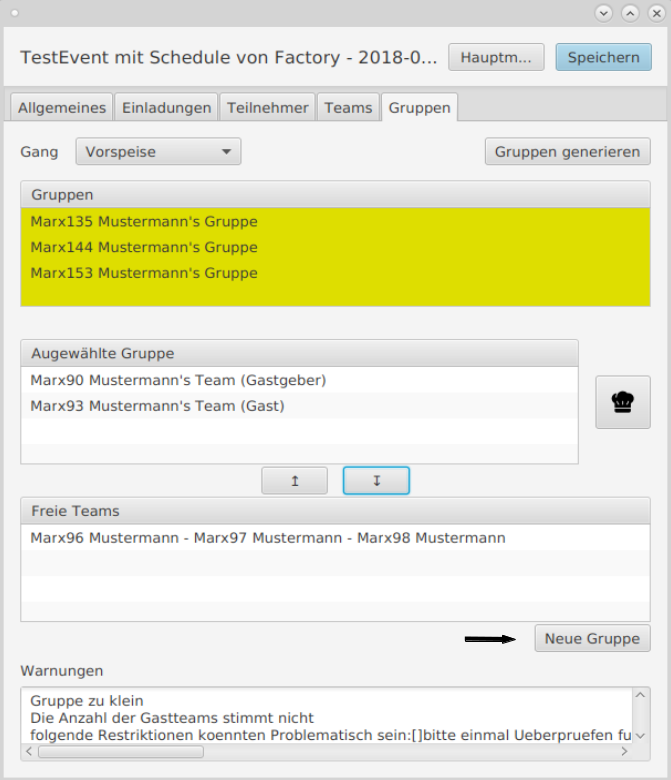 TestEvent mit Schedule von Factory - 2018-0...
Hauptm...
Speichern
Allgemeines
Einladungen
Teilnehmer
Teams
Gruppen
Gang
Vorspeise
Gruppen generieren
Gruppen
Marx135 Mustermann's Gruppe
Marx144 Mustermann's Gruppe
Marx153 Mustermann's Gruppe
Augewählte Gruppe
Marx90 Mustermann's Team (Gastgeber)
Marx93 Mustermann's Team (Gast)
↥
↧
Freie Teams
Marx96 Mustermann - Marx97 Mustermann - Marx98 Mustermann
Neue Gruppe
Warnungen
Gruppe zu klein
Die Anzahl der Gastteams stimmt nicht
folgende Restriktionen koennten Problematisch sein:[]bitte einmal Ueberpruefen fu